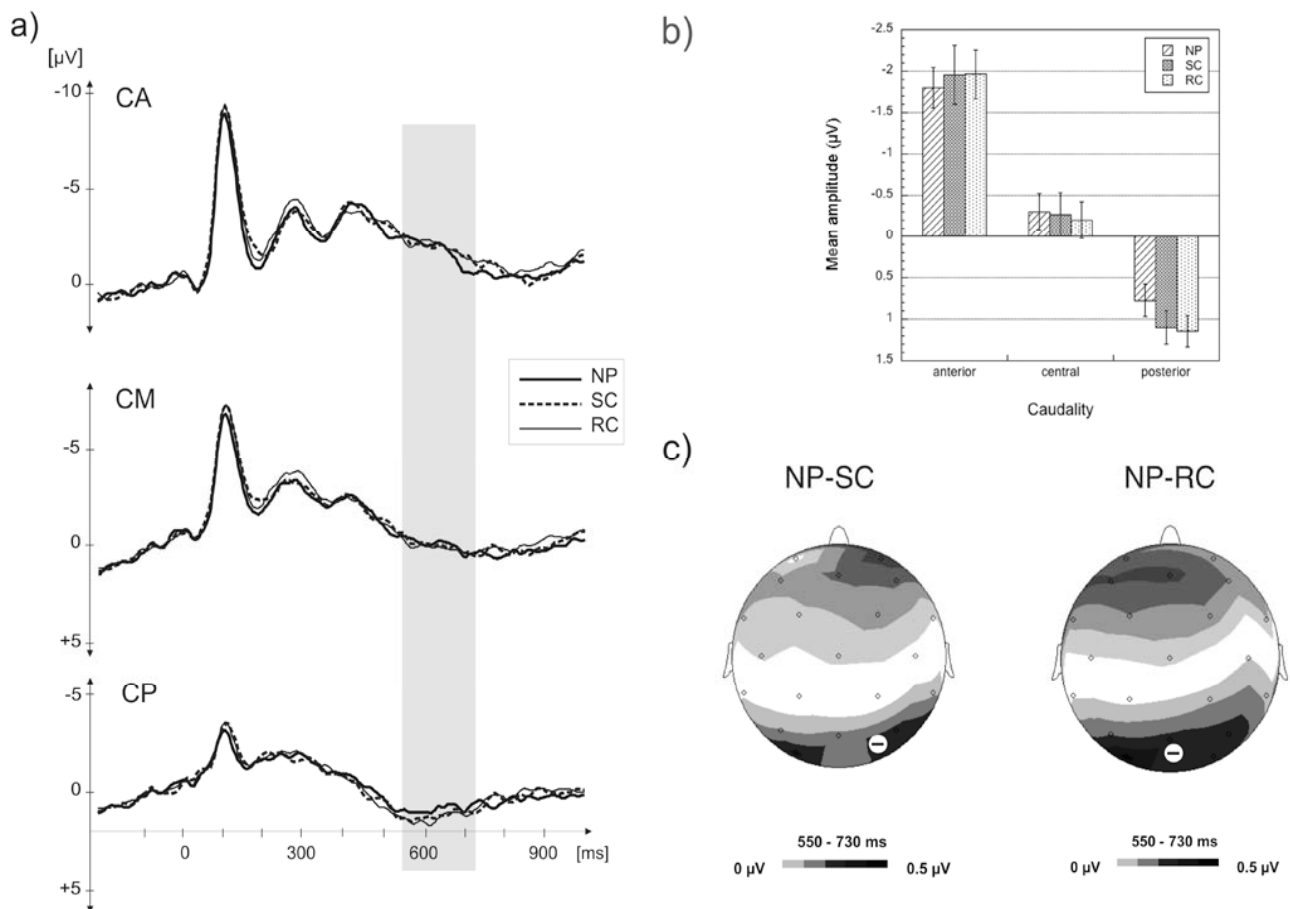 a)
[µV]
-10
CA
-5
0
CM
-5
0
+5
NP
SC
RC
CP
-5
0
0 300 600 900 [ms]
+5
b)
-2.5
-2
-1.5
-1
-0.5
0
0.5
1
1.5
Mean amplitude (µV)
NP
SC
RC
anterior central posterior
Caudality
c)
NP-SC NP-RC
550 - 730 ms 550 - 730 ms
0 µV 0.5 µV 0 µV 0.5 µV